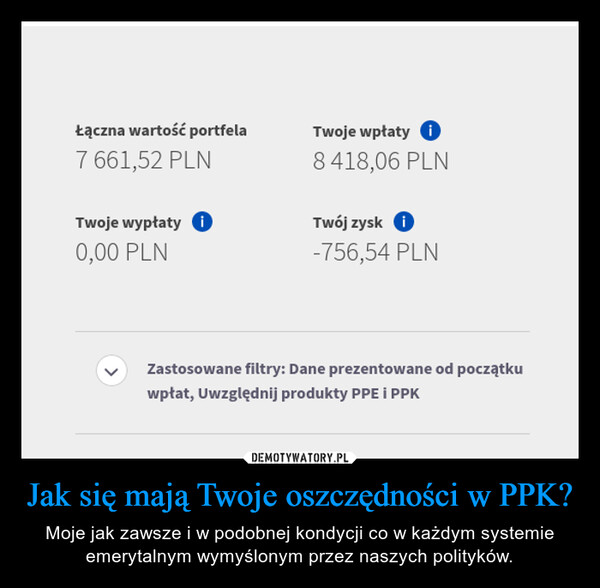 Łączna wartość portfela
7 661,52 PLN
Twoje wpłaty i
8 418,06 PLN
Twoje wypłaty i
0,00 PLN
Twój zysk i
-756,54 PLN
Zastosowane filtry: Dane prezentowane od początku
wpłat, Uwzględnij produkty PPE i PPK
DEMOTYWATORY.PL
Jak się mają Twoje oszczędności w PPK?
Moje jak zawsze i w podobnej kondycji co w każdym systemie
emerytalnym wymyślonym przez naszych polityków.